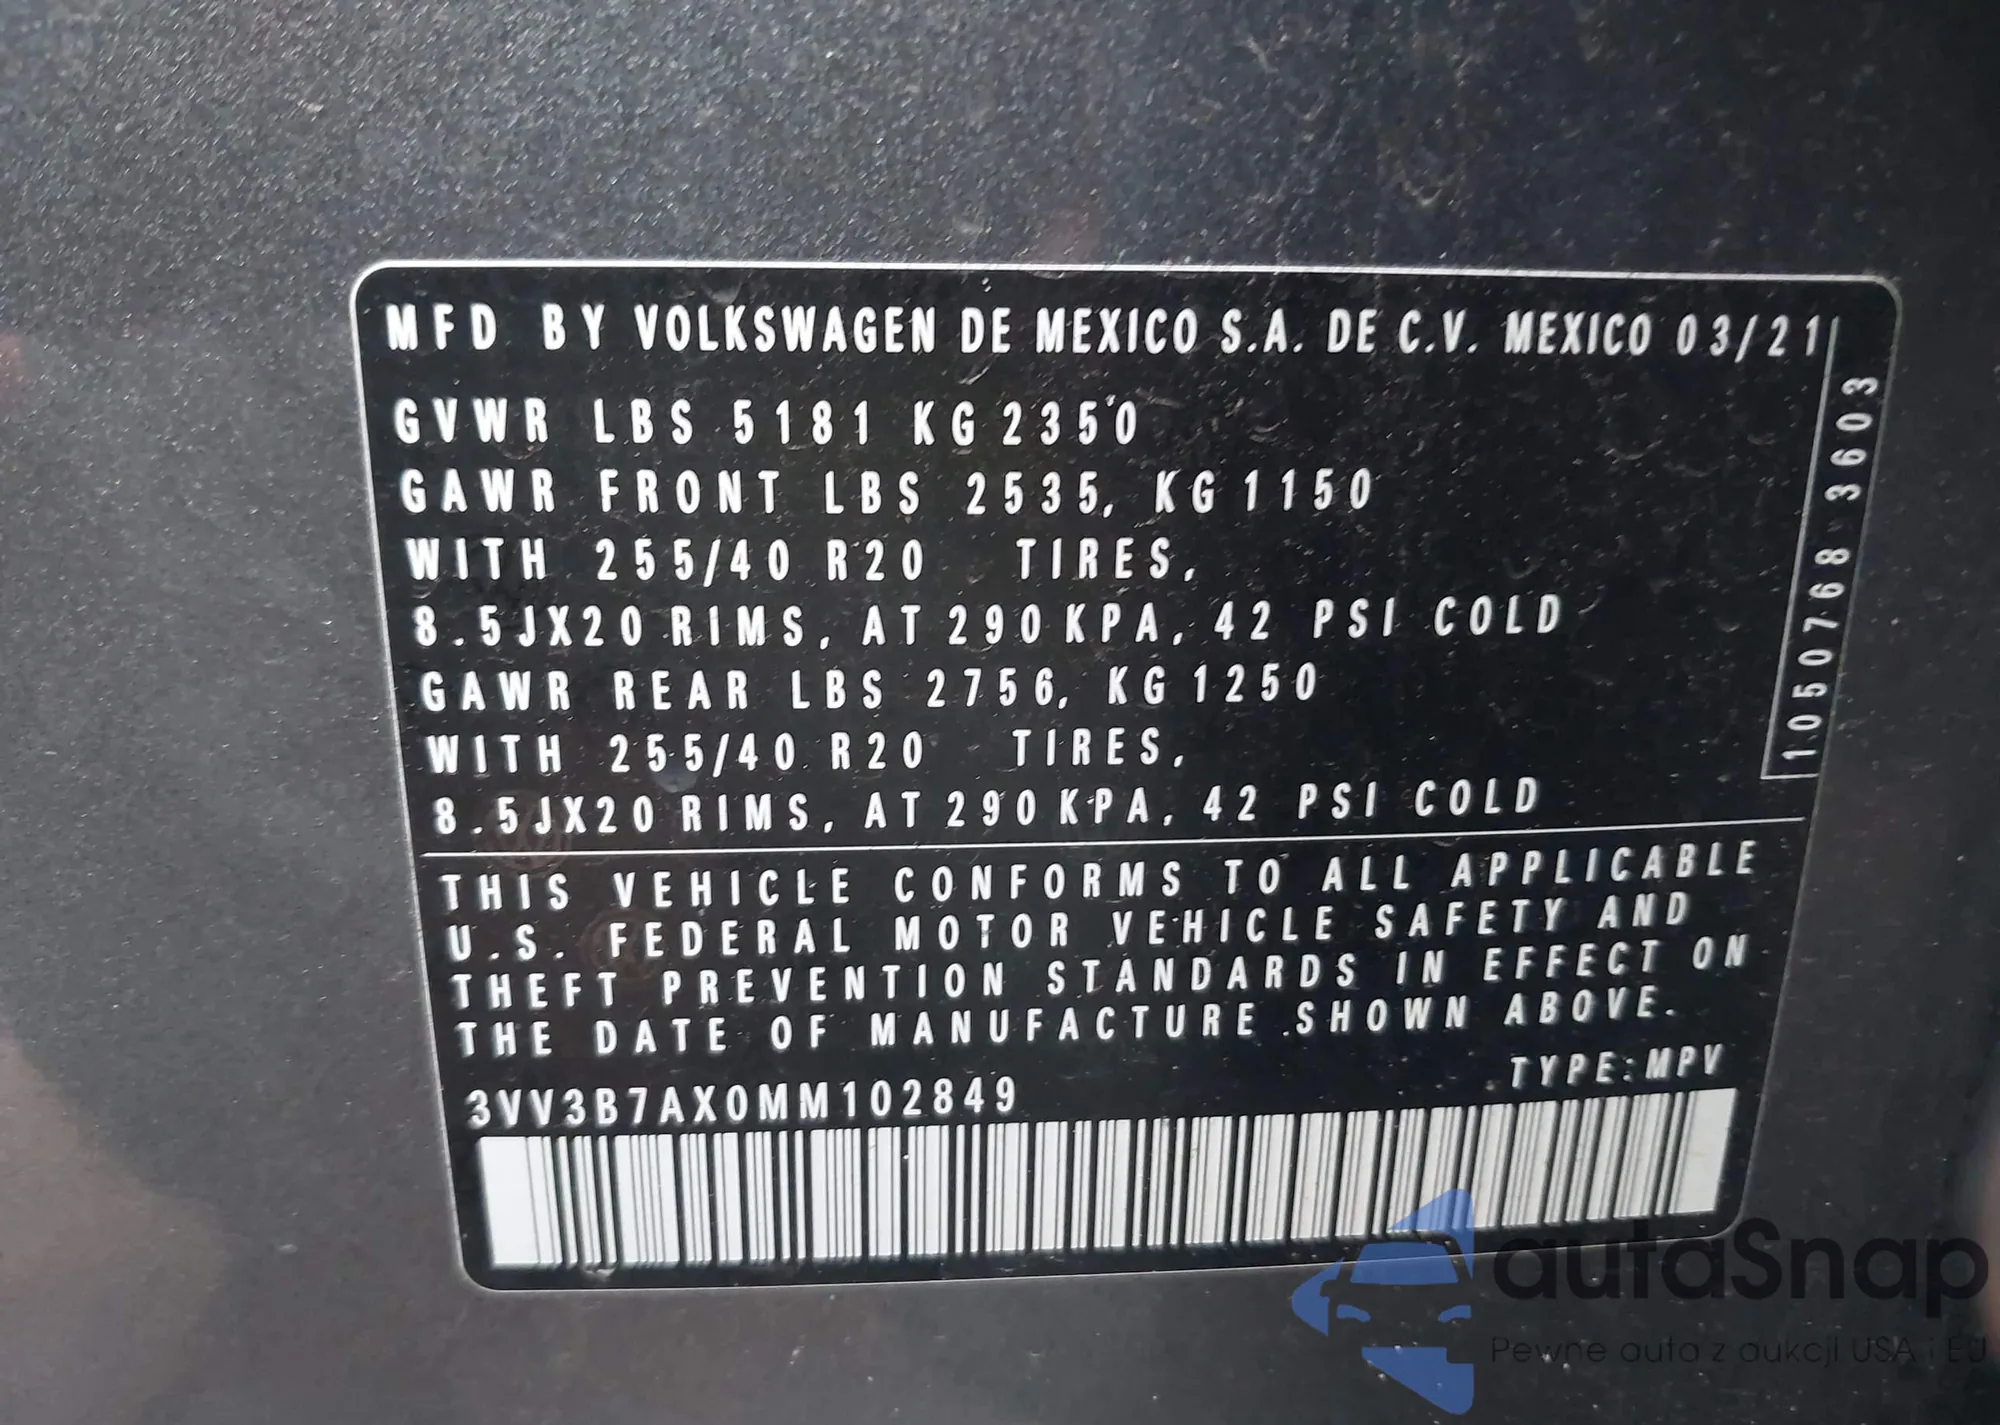 MFD BY VOLKSWAGEN DE MEXICO S.A. DE C.V. MEXICO 03/21
GVWR LBS 5181 KG 2350
GAWR FRONT LBS 2535, KG 1150
WITH 255/40 R20 TIRES,
8.5JX20 RIMS, AT 290 KPA, 42 PSI COLD
GAWR REAR LBS 2756, KG 1250
WITH 255/40 R20 TIRES,
8.5JX20 RIMS, AT 290 KPA, 42 PSI COLD
1050768 3603
THIS VEHICLE CONFORMS TO ALL APPLICABLE
U.S. FEDERAL MOTOR VEHICLE SAFETY AND
THEFT PREVENTION STANDARDS IN EFFECT ON
THE DATE OF MANUFACTURE SHOWN ABOVE.
TYPE:MPV
3VV3B7AX0MM102849
autaSnap
Pewne auta z aukcji USA i EU